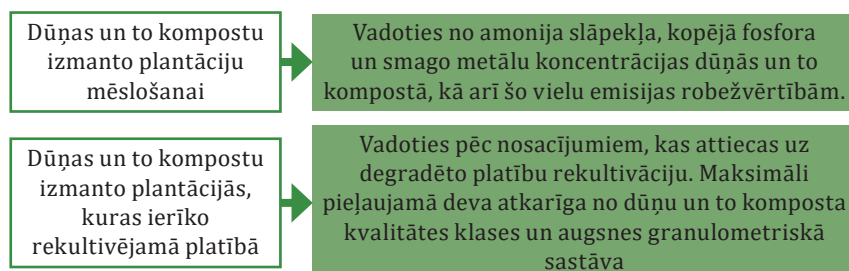 Dūņas un to kompostu
izmanto plantāciju
mēslošanai
Vadoties no amonija slāpekļa, kopējā fosfora
un smago metālu koncentrācijas dūņās un to
kompostā, kā arī šo vielu emisijas robežvērtībām.
Dūņas un to kompostu
izmanto plantācijās,
kuras ierīko
rekultivējamā platībā
Vadoties pēc nosacījumiem, kas attiecas uz
degradēto platību rekultivāciju. Maksimāli
pieļaujamā deva atkarīga no dūņu un to komposta
kvalitātes klases un augsnes granulometriskā
sastāva